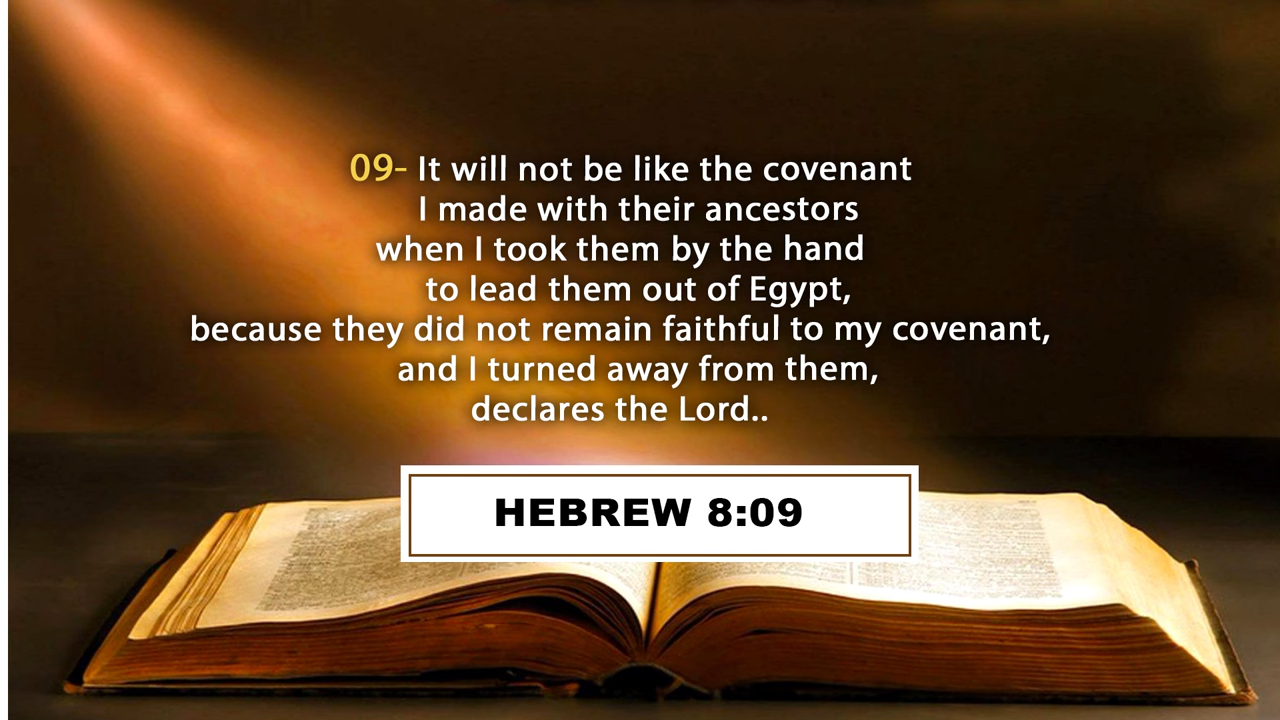 09- It will not be like the covenant
I made with their ancestors
when I took them by the hand
to lead them out of Egypt,
because they did not remain faithful to my covenant,
and I turned away from them,
declares the Lord..
HEBREW 8:09